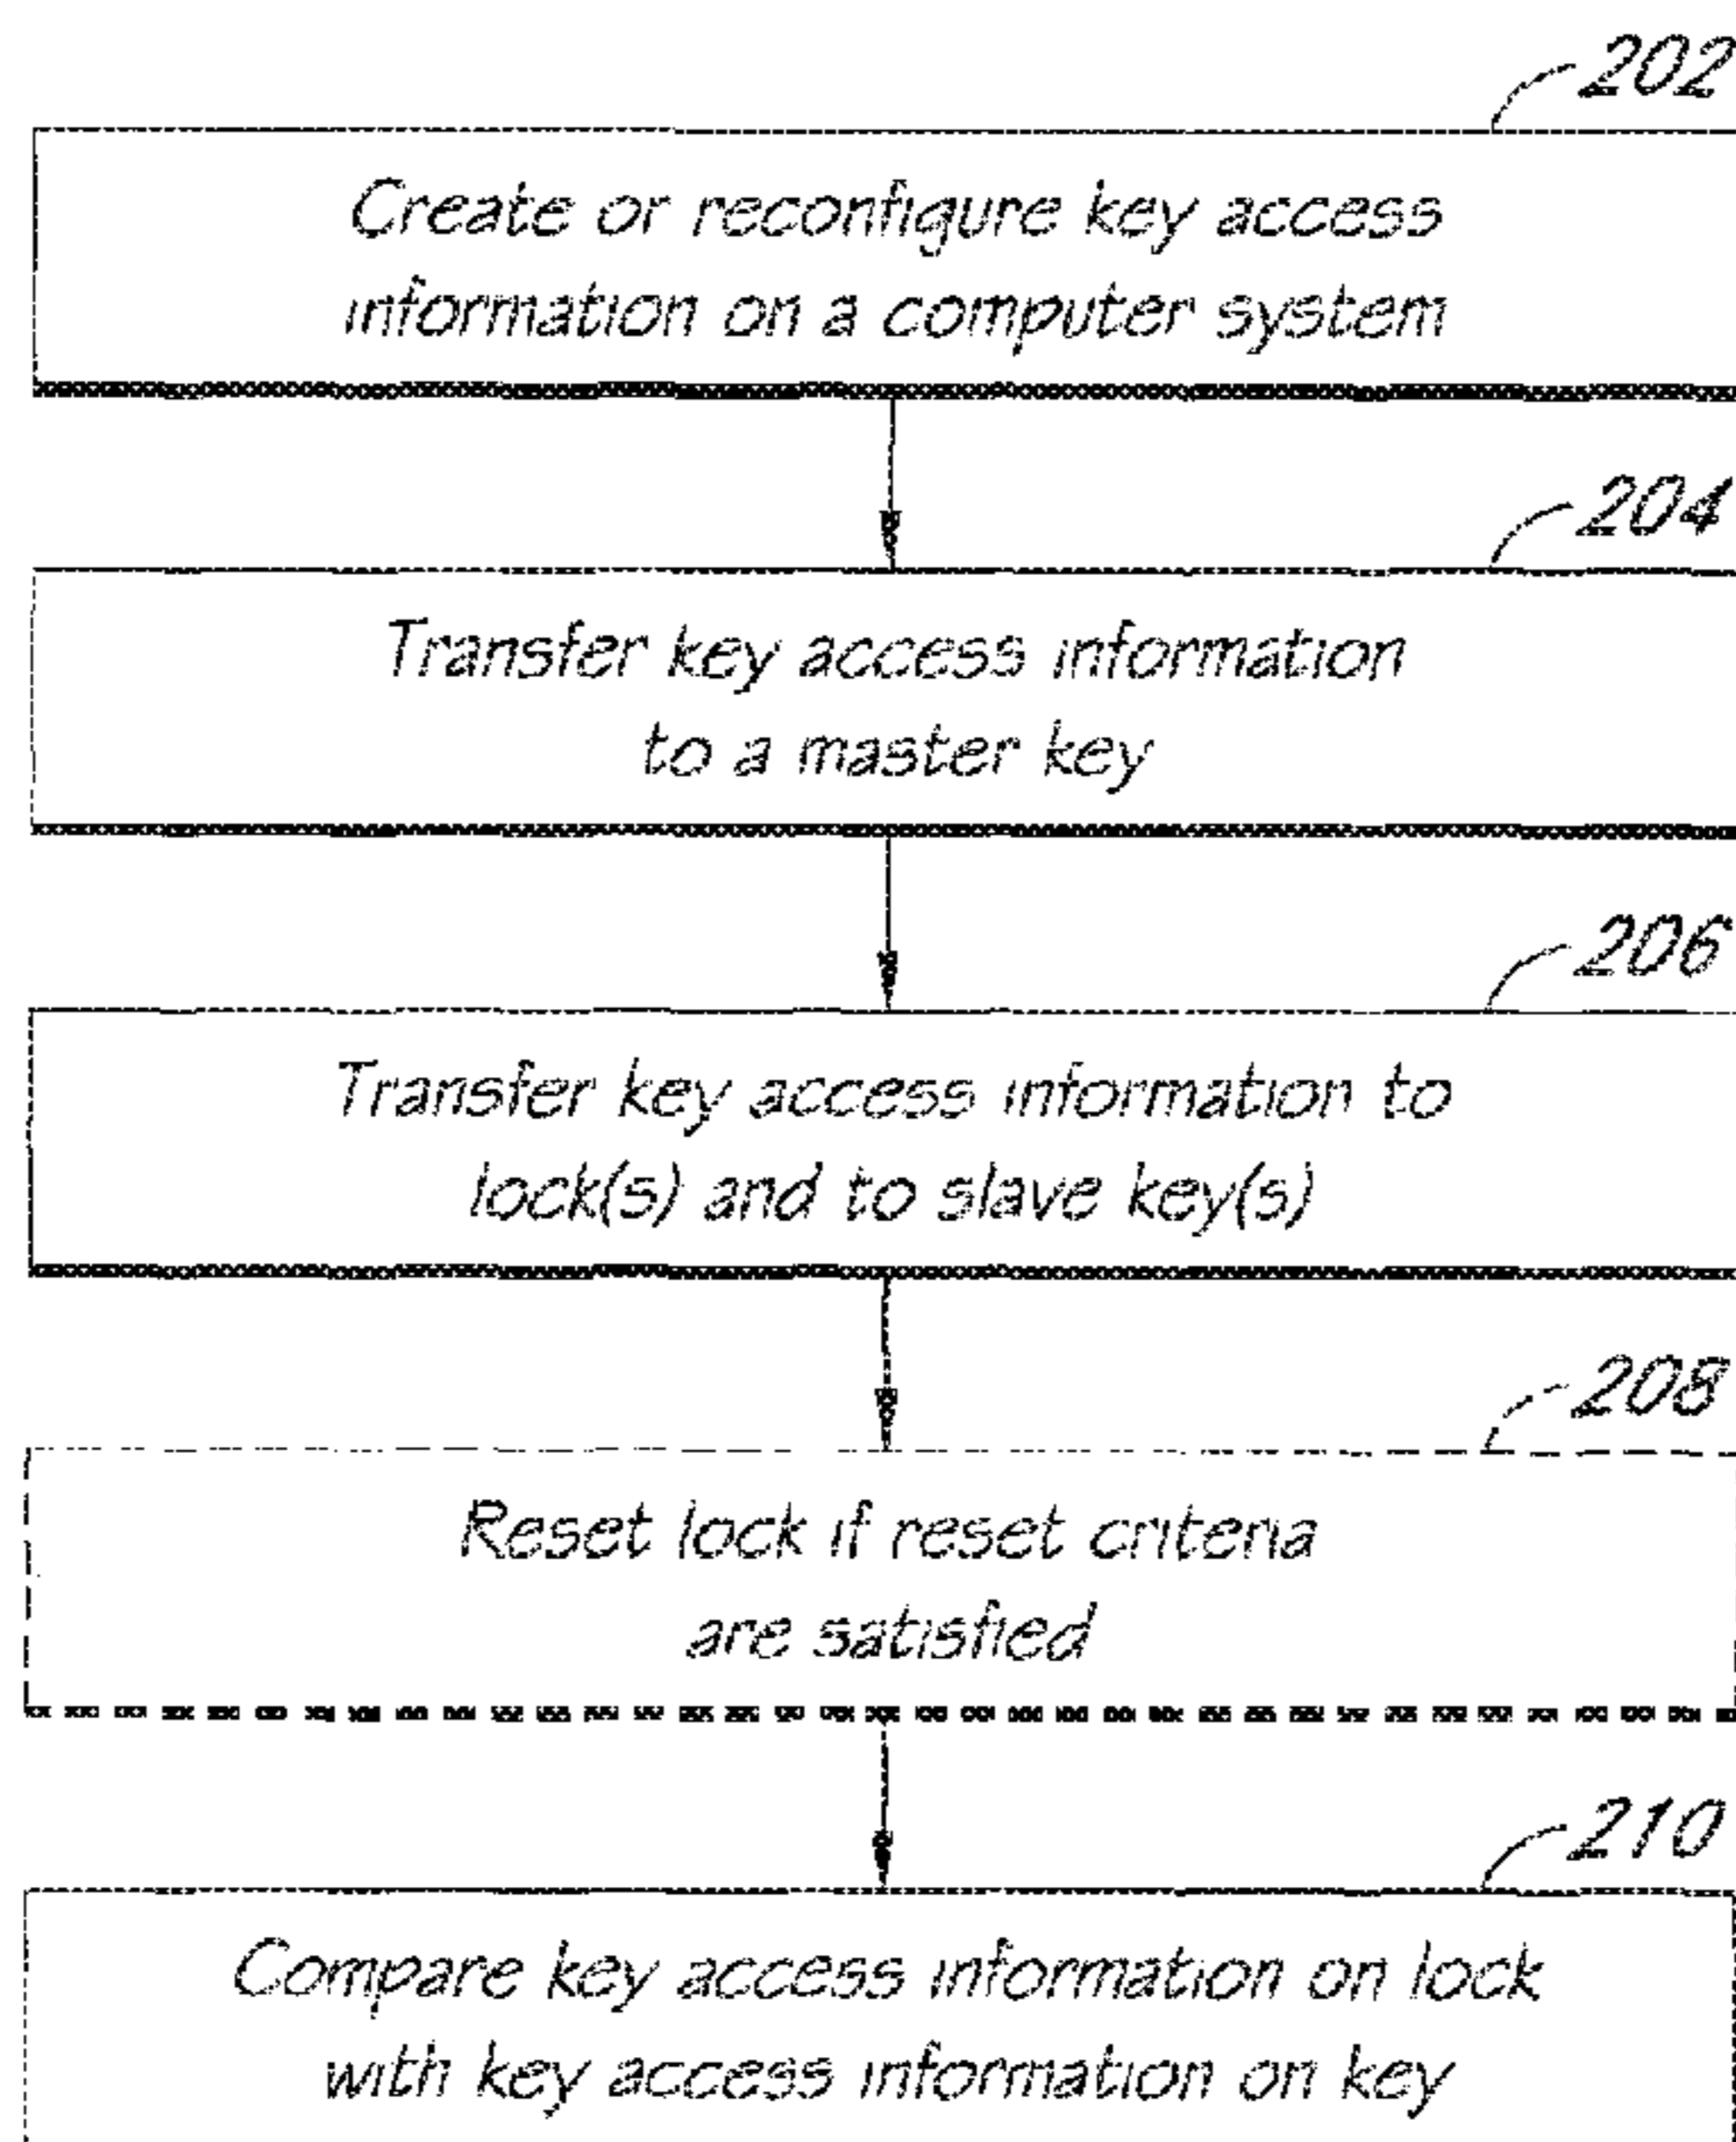 202
Create or reconfigure key access
information on a computer system
204
Transfer key access information
to a master key
206
Transfer key access information to
lock(s) and to slave key(s)
208
Reset lock if reset criteria
are satisfied
210
Compare key access information on lock
with key access information on key